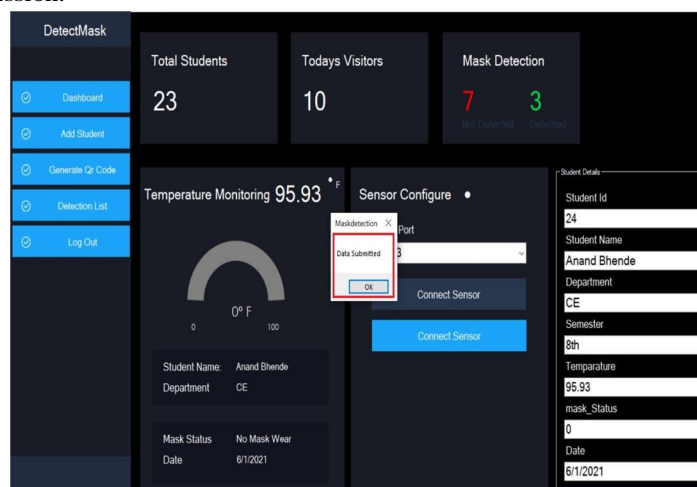 DetectMask
Dashboard
Add Student
Generate Qr Code
Detection List
Log Out
Total Students
23
Todays Visitors
10
Mask Detection
7 3
Not Detected Detected
Temperature Monitoring 95.93 ° F
0° F
0 100
Student Name: Anand Bhende
Department CE
Mask Status No Mask Wear
Date 6/1/2021
Sensor Configure
Port
3
Connect Sensor
Connect Sensor
Maskdetection
Data Submitted
OK
Student Details
Student Id
24
Student Name
Anand Bhende
Department
CE
Semester
8th
Temparature
95.93
mask_Status
0
Date
6/1/2021